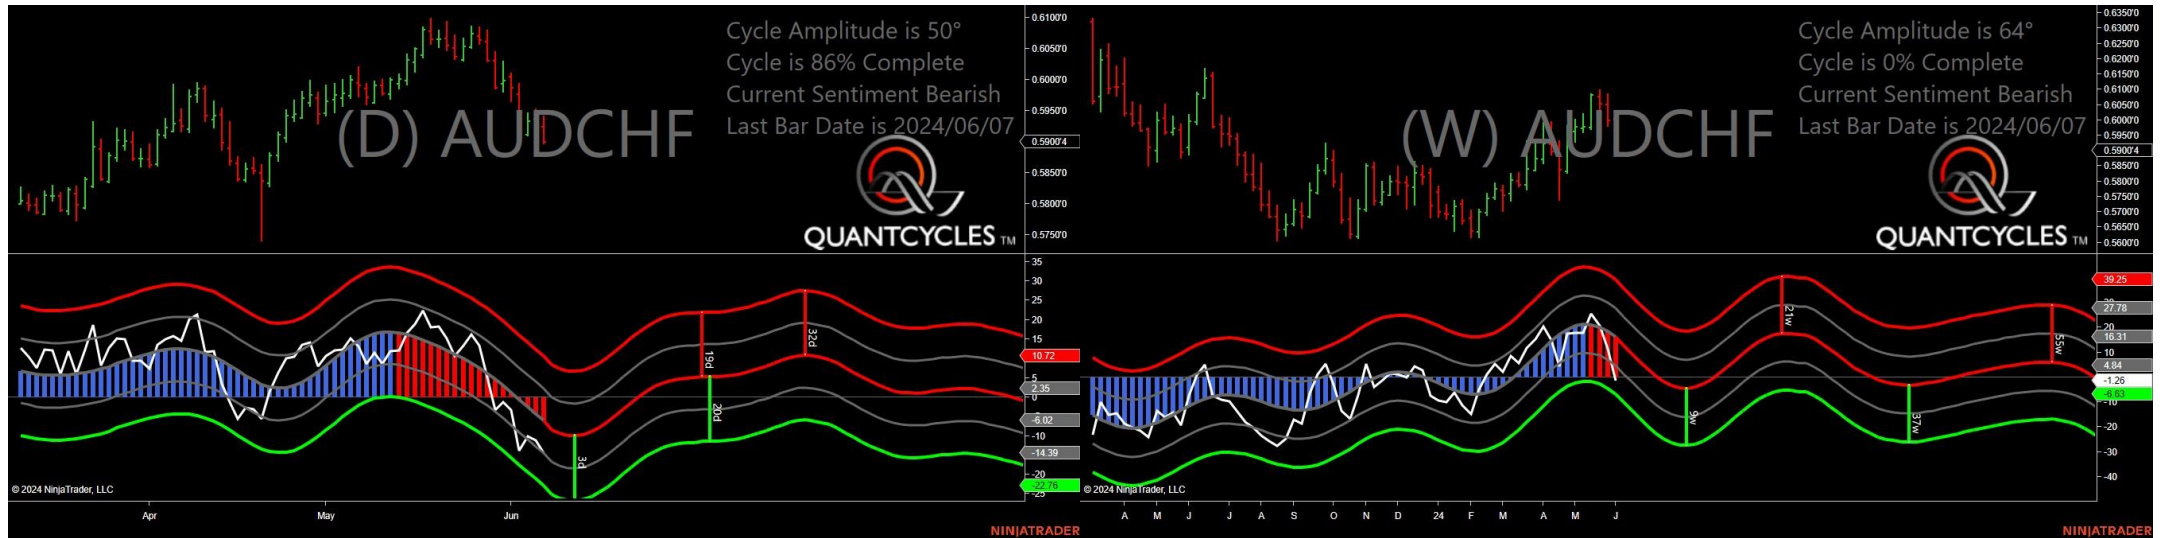 Cycle Amplitude is 50°
Cycle is 86% Complete
Current Sentiment Bearish
Last Bar Date is 2024/06/07
(D) AUDCHF
QUANTCYCLES TM
0.6100'0
0.6050'0
0.6000'0
0.5950'0
0.5900'4
0.5850'0
0.5800'0
0.5750'0
35
30
25
20
15
10.72
5
2.35
0
-6.02
-10
-14.39
-20
-22.76
-25
19d
32d
20d
3d
© 2024 NinjaTrader, LLC
Apr May Jun
NINJATRADER
Cycle Amplitude is 64°
Cycle is 0% Complete
Current Sentiment Bearish
Last Bar Date is 2024/06/07
(W) AUDCHF
QUANTCYCLES TM
0.6350'0
0.6300'0
0.6250'0
0.6200'0
0.6150'0
0.6100'0
0.6050'0
0.6000'0
0.5950'0
0.5900'4
0.5850'0
0.5800'0
0.5750'0
0.5700'0
0.5650'0
0.5600'0
39.25
27.78
20
16.31
10
4.84
-1.26
-6.63
-10
-20
-30
-40
21w
55w
9w
37w
© 2024 NinjaTrader, LLC
A M J J A S O N D 24 F M A M J
NINJATRADER